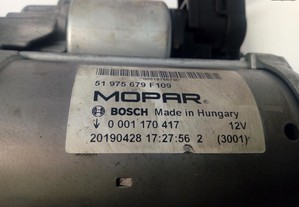 51 975 679 F109
MOPAR
BOSCH Made in Hungary
0 001 170 417 12V
20190428 17:27:56 2 (3001)